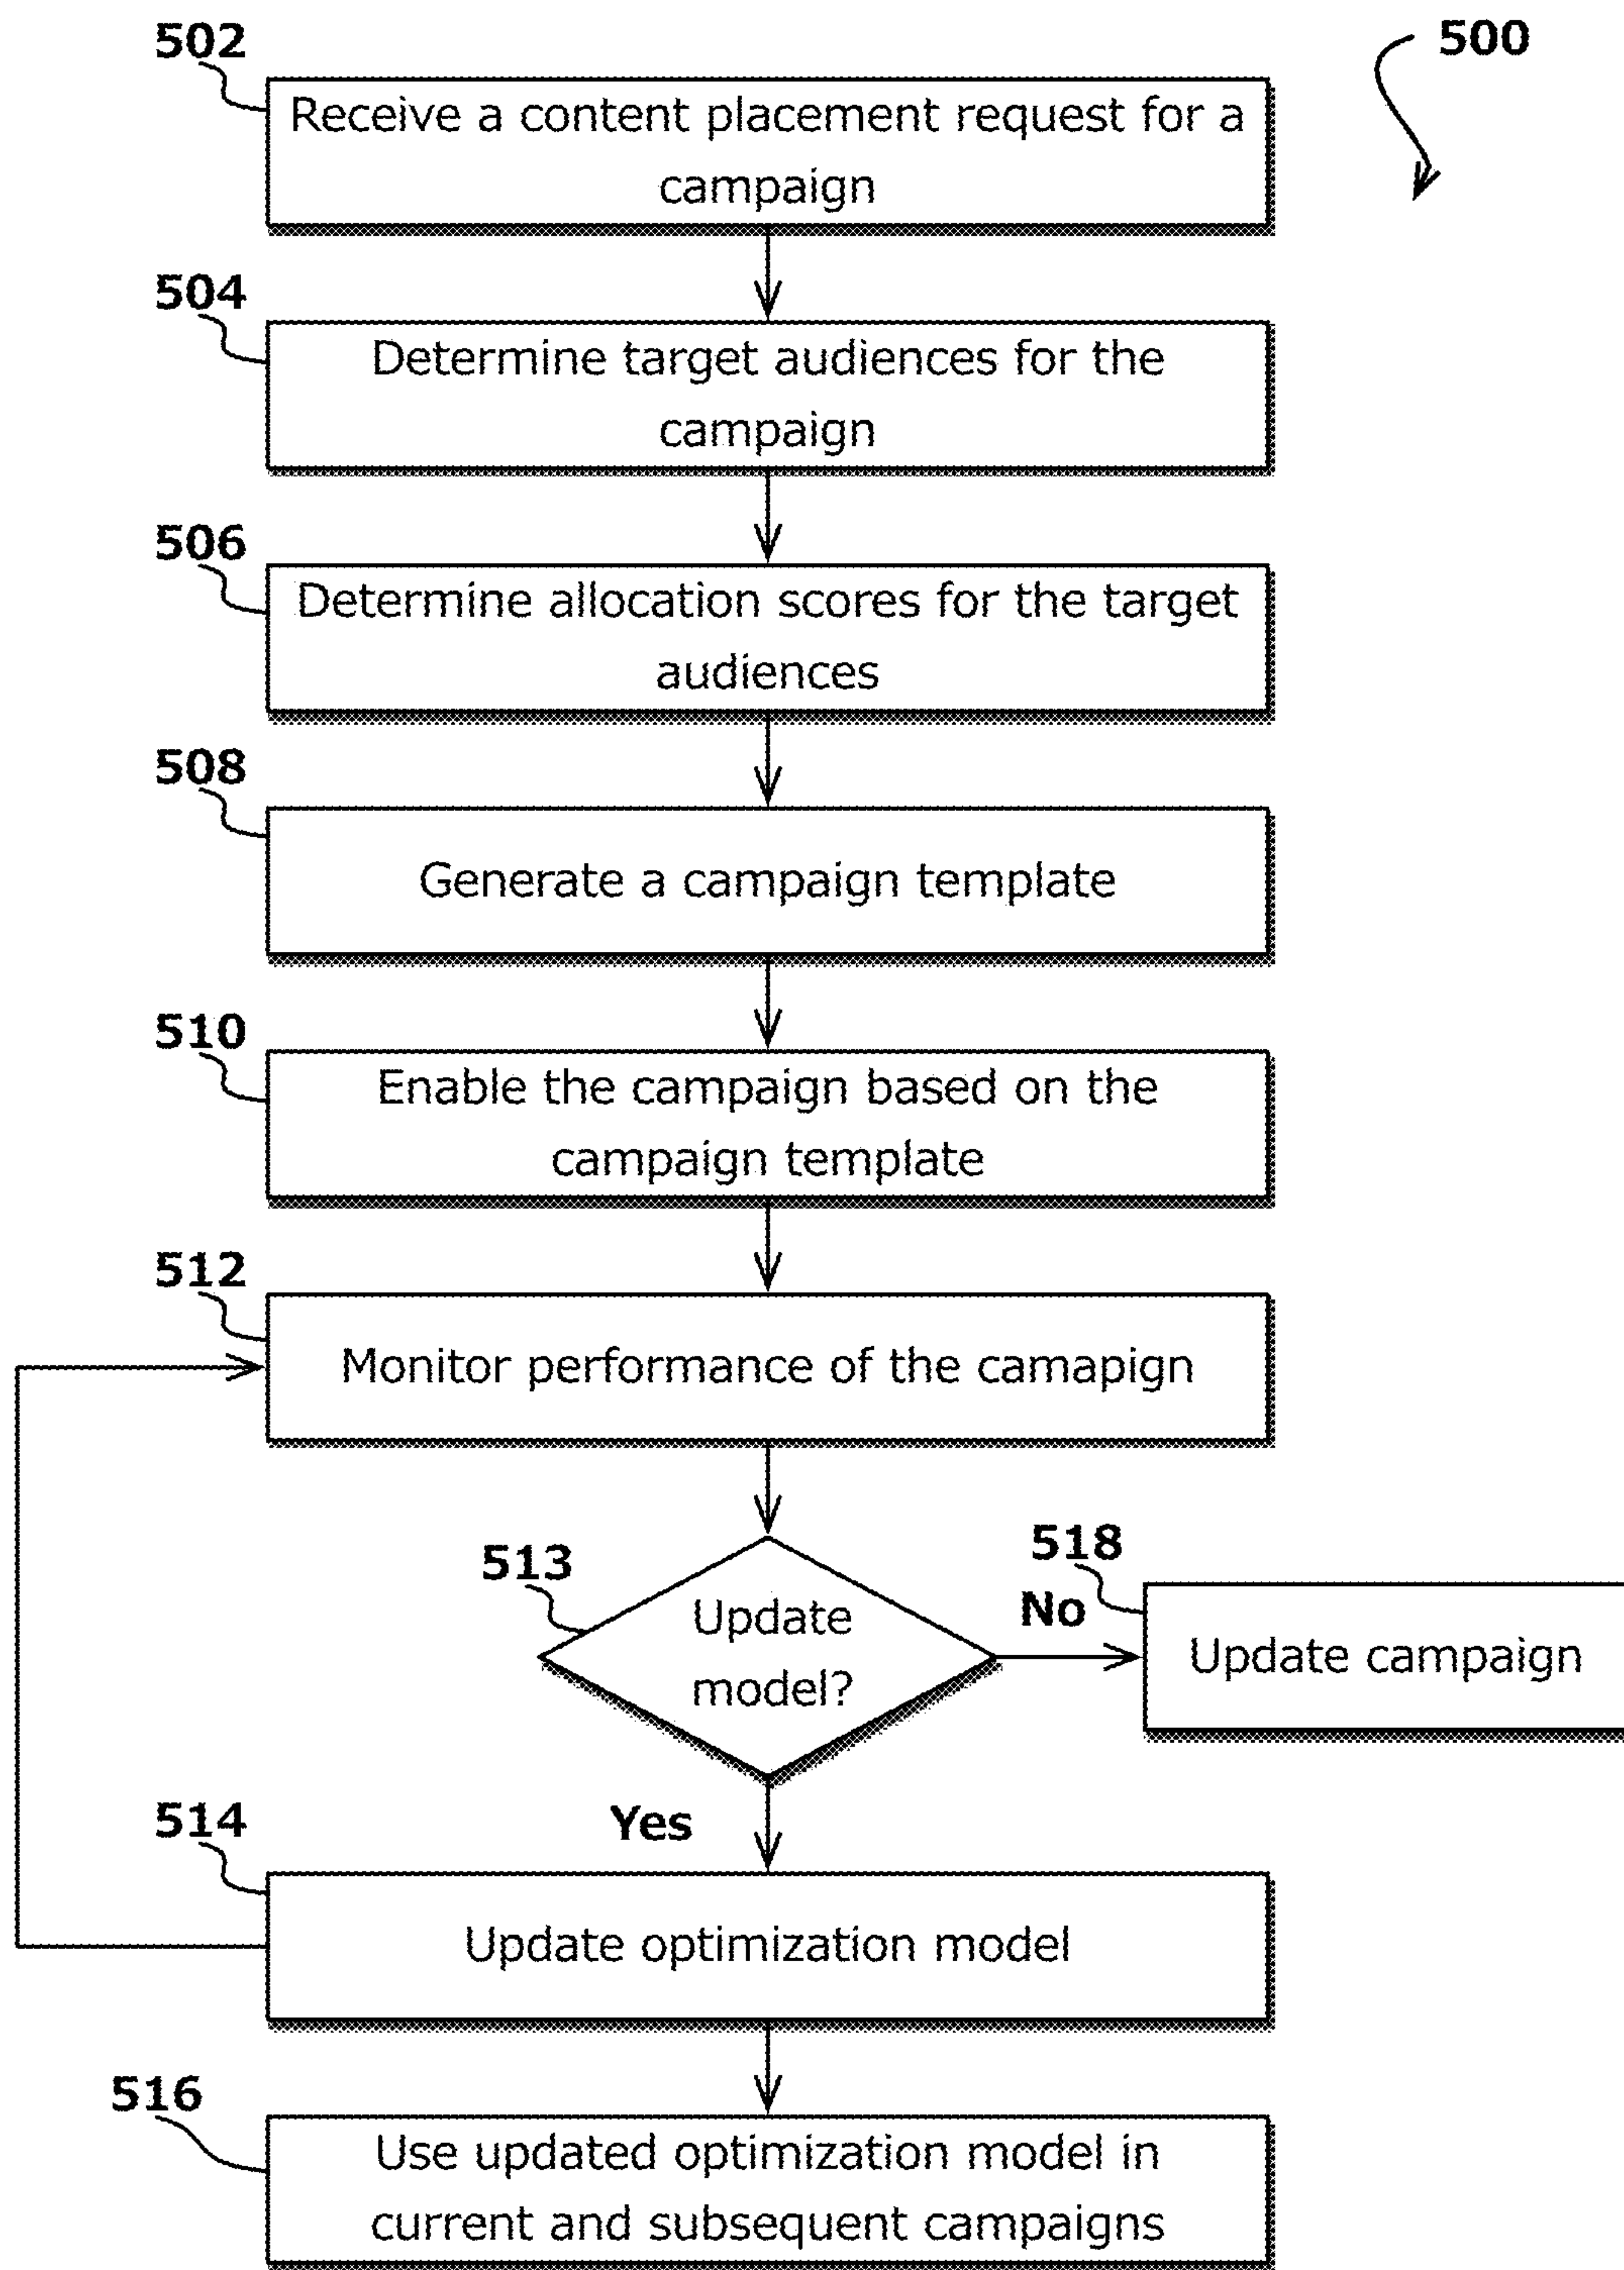 502
500
Receive a content placement request for a
campaign
504
Determine target audiences for the
campaign
506
Determine allocation scores for the target
audiences
508
Generate a campaign template
510
Enable the campaign based on the
campaign template
512
Monitor performance of the camapign
513
Update
model?
518
No
Update campaign
514
Yes
Update optimization model
516
Use updated optimization model in
current and subsequent campaigns